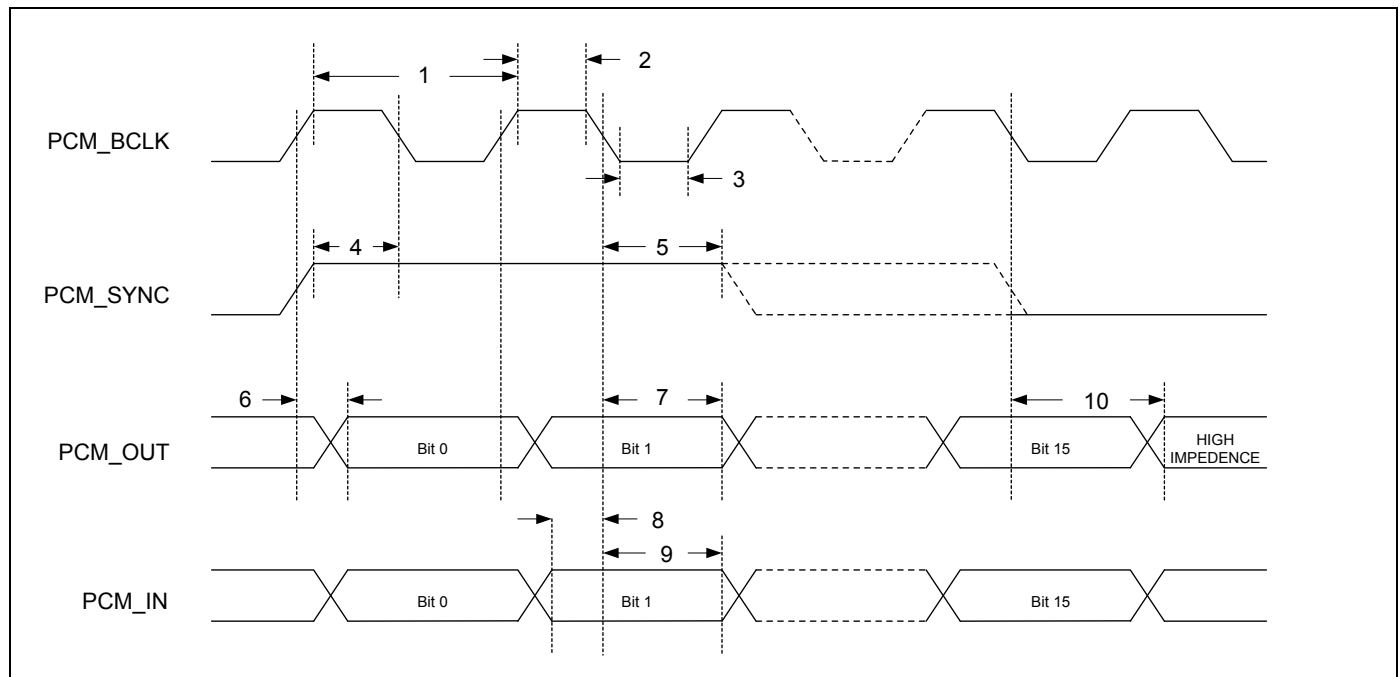 1
2
PCM_BCLK
3
4
5
PCM_SYNC
6
7
10
PCM_OUT
Bit 0
Bit 1
Bit 15
HIGH
IMPEDENCE
8
9
PCM_IN
Bit 0
Bit 1
Bit 15